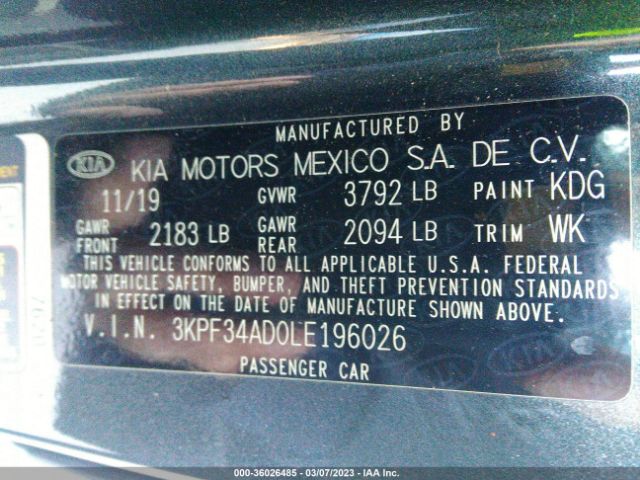 MANUFACTURED BY
KIA KIA MOTORS MEXICO S.A. DE C.V.
11/19 GVWR 3792 LB PAINT KDG
GAWR FRONT 2183 LB GAWR REAR 2094 LB TRIM WK
THIS VEHICLE CONFORMS TO ALL APPLICABLE U.S.A. FEDERAL
MOTOR VEHICLE SAFETY, BUMPER, AND THEFT PREVENTION STANDARDS
IN EFFECT ON THE DATE OF MANUFACTURE SHOWN ABOVE.
V.I.N. 3KPF34AD0LE196026
PASSENGER CAR
000-36026485 - 03/07/2023 - IAA Inc.